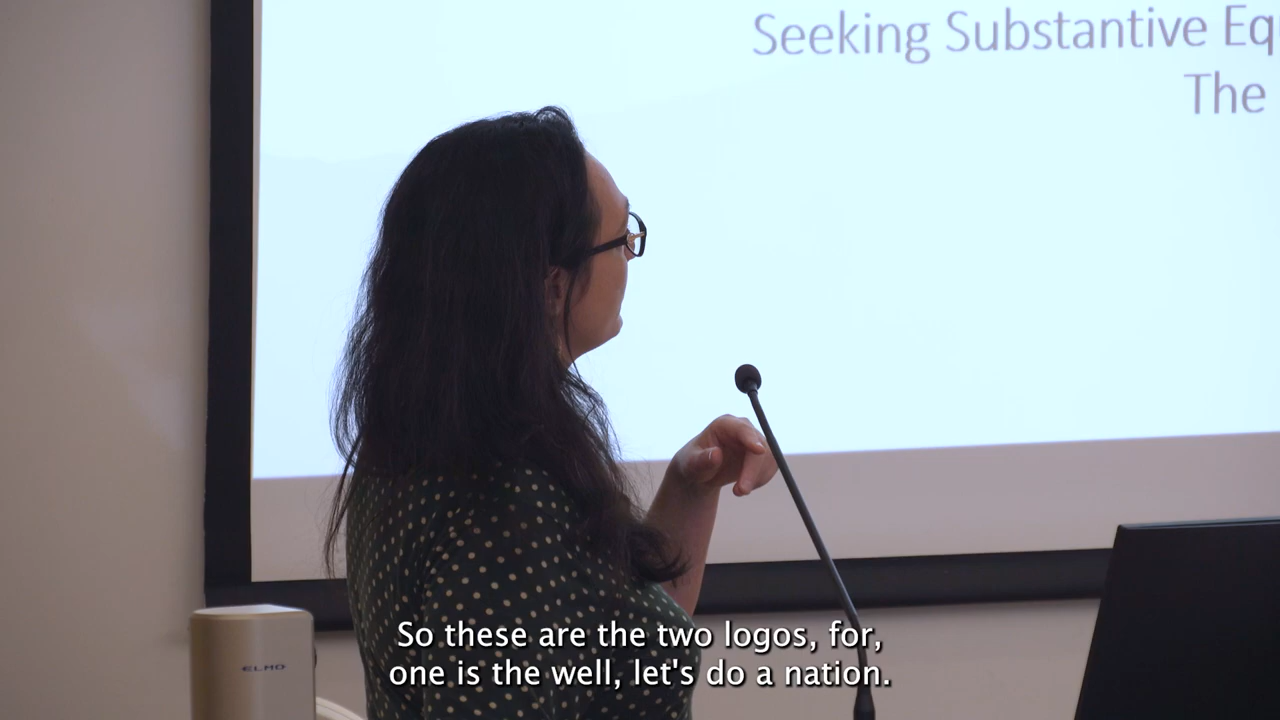 Seeking Substantive Eq
The
ELMO
So these are the two logos, for,
one is the well, let's do a nation.